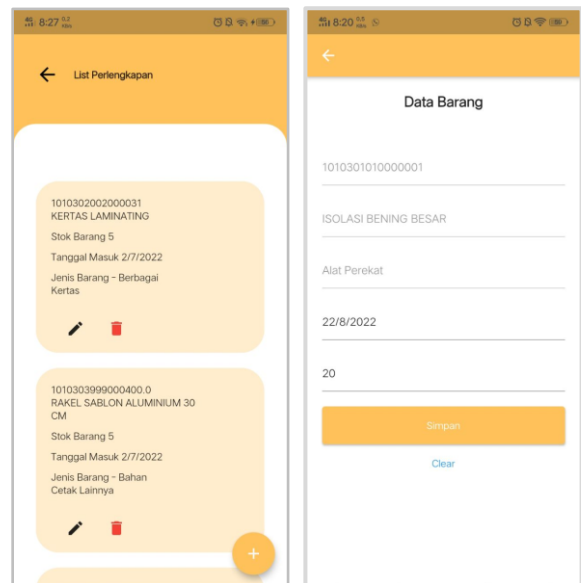 8:27
List Perlengkapan
1010302002000031
KERTAS LAMINATING
Stok Barang 5
Tanggal Masuk 2/7/2022
Jenis Barang - Berbagai
Kertas
1010303999000400.0
RAKEL SABLON ALUMINIUM 30
CM
Stok Barang 5
Tanggal Masuk 2/7/2022
Jenis Barang - Bahan
Cetak Lainnya
8:20
Data Barang
1010301010000001
ISOLASI BENING BESAR
Alat Perekat
22/8/2022
20
Simpan
Clear